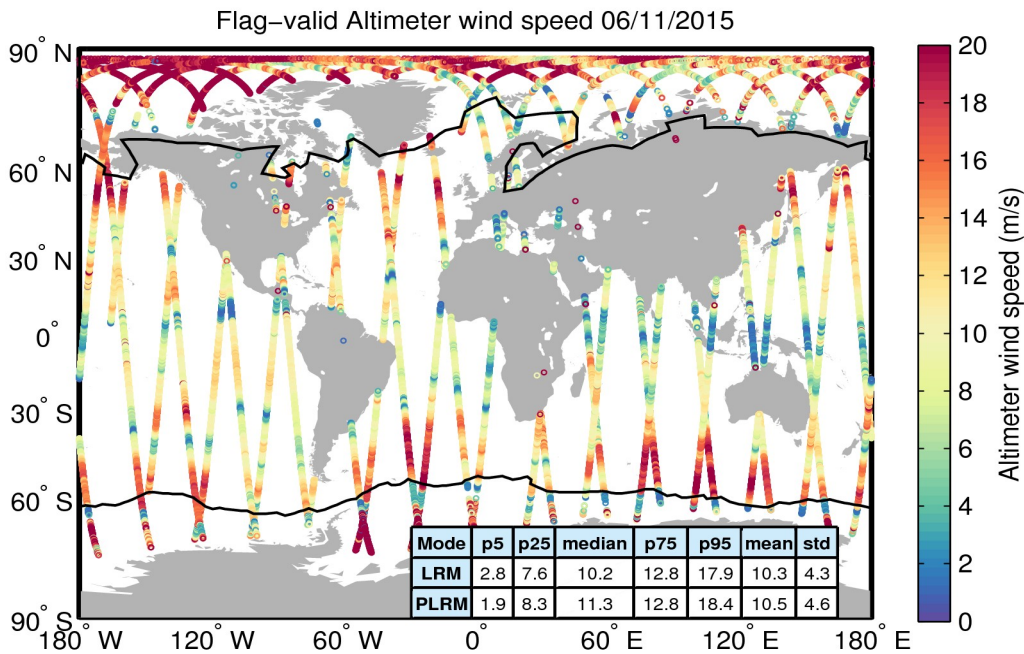 Flag−valid Altimeter wind speed 06/11/2015
90° N
60° N
30° N
0°
30° S
60° S
90° S
180° W
120° W
60° W
0°
60° E
120° E
180° E
Mode p5 p25 median p75 p95 mean std
LRM 2.8 7.6 10.2 12.8 17.9 10.3 4.3
PLRM 1.9 8.3 11.3 12.8 18.4 10.5 4.6
20
18
16
14
12
10
8
6
4
2
0
Altimeter wind speed (m/s)